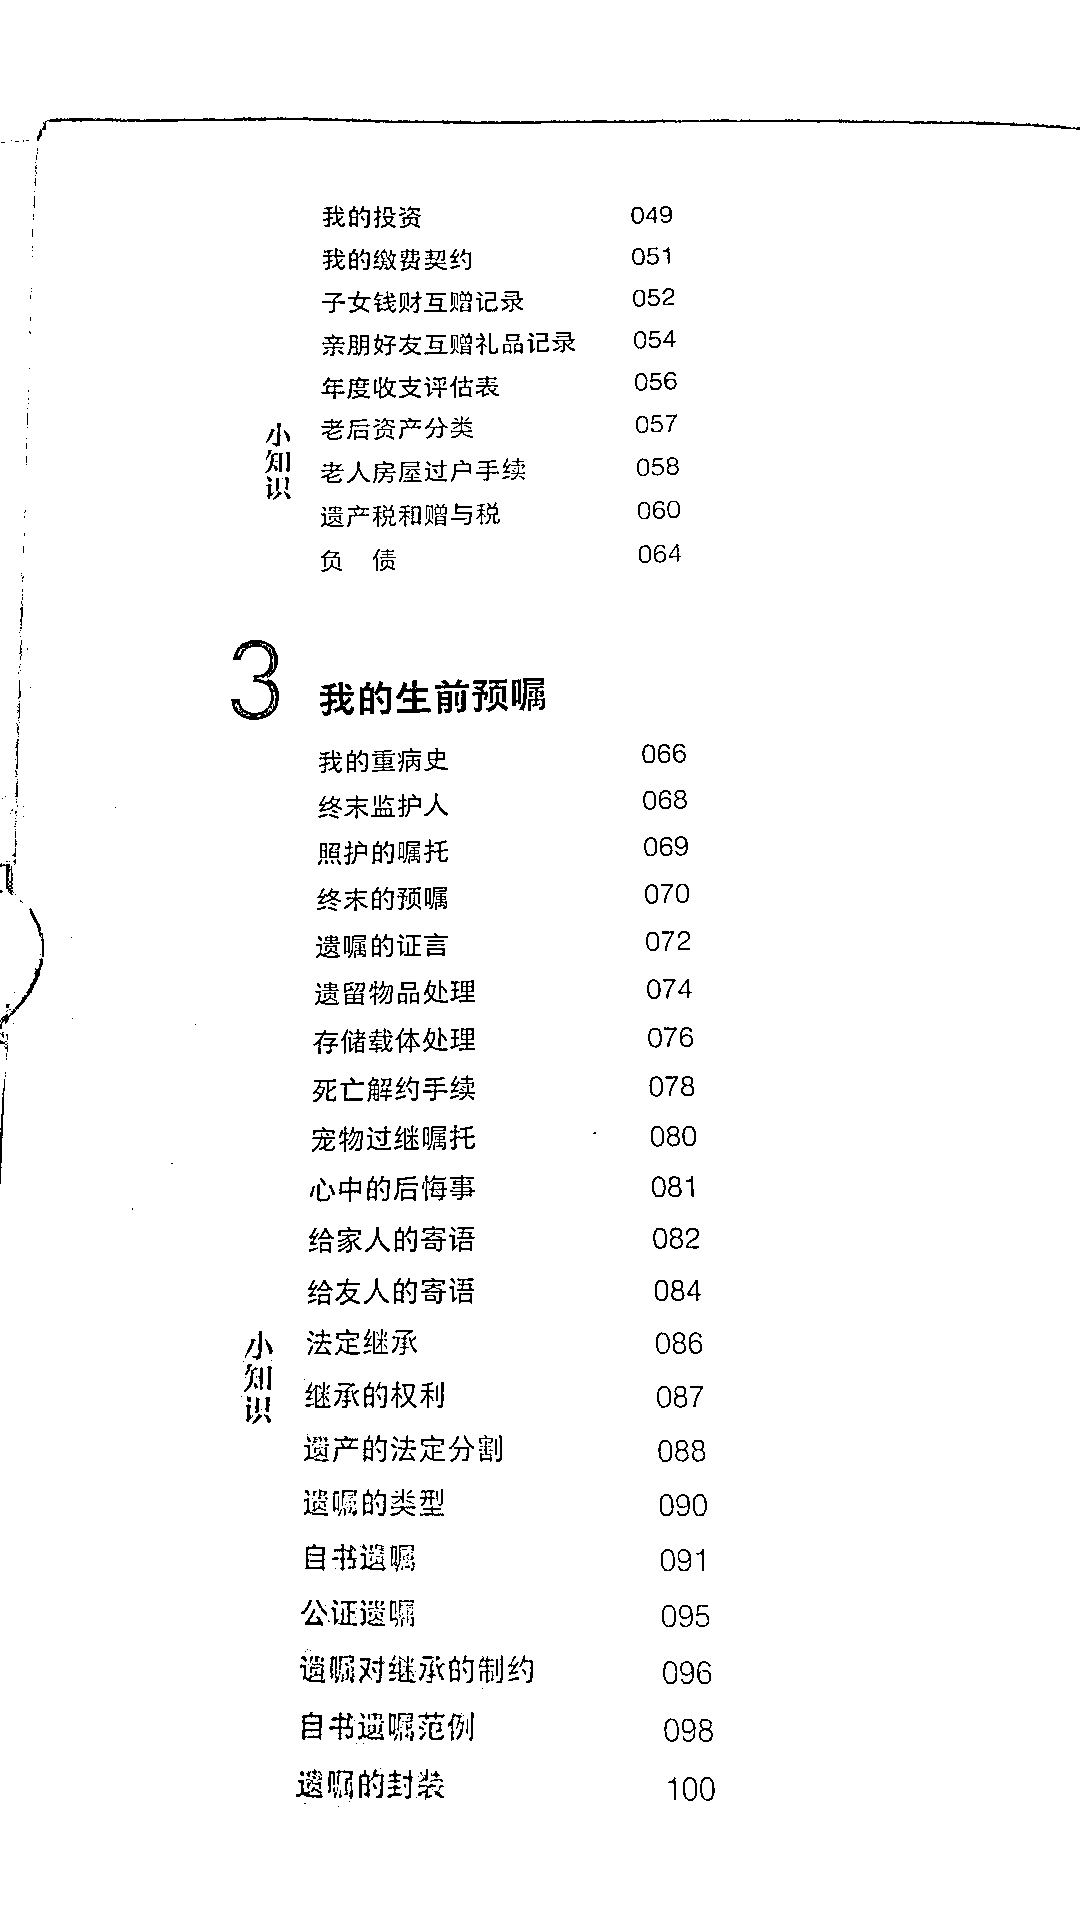 我的投资 049
我的缴费契约 051
子女钱财互赠记录 052
亲朋好友互赠礼品记录 054
年度收支评估表 056
小知识
老后资产分类 057
老人房屋过户手续 058
遗产税和赠与税 060
负 债 064
3 我的生前预嘱
我的重病史 066
终末监护人 068
照护的嘱托 069
终末的预嘱 070
遗嘱的证言 072
遗留物品处理 074
存储载体处理 076
死亡解约手续 078
宠物过继嘱托 080
心中的后悔事 081
给家人的寄语 082
给友人的寄语 084
小知识
法定继承 086
继承的权利 087
遗产的法定分割 088
遗嘱的类型 090
自书遗嘱 091
公证遗嘱 095
遗嘱对继承的制约 096
自书遗嘱范例 098
遗嘱的封装 100